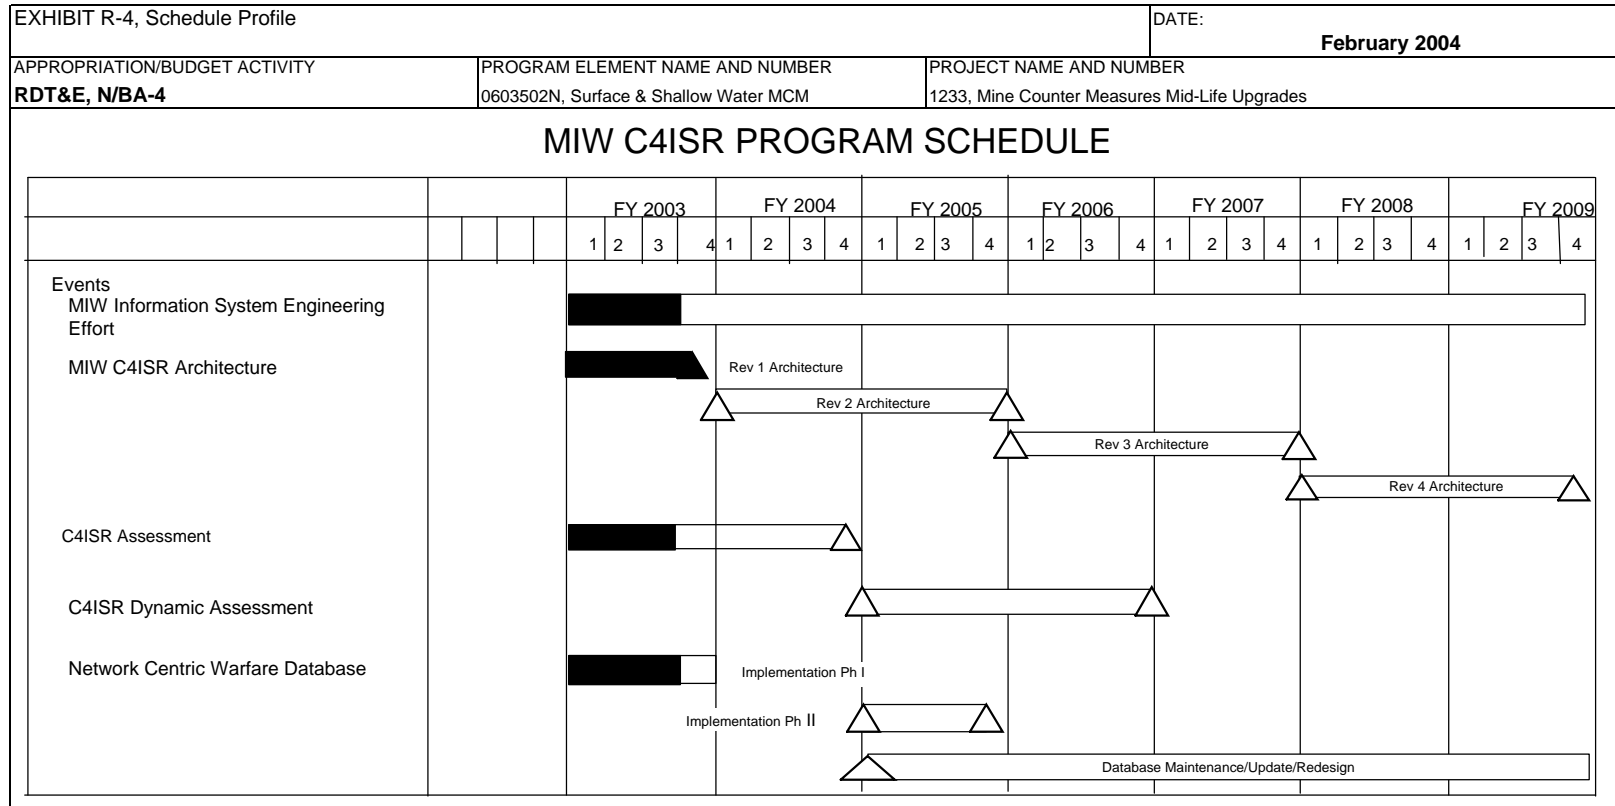 EXHIBIT R-4, Schedule Profile
DATE:
February 2004
APPROPRIATION/BUDGET ACTIVITY
PROGRAM ELEMENT NAME AND NUMBER
PROJECT NAME AND NUMBER
RDT&E, N/BA-4
0603502N, Surface & Shallow Water MCM
1233, Mine Counter Measures Mid-Life Upgrades
MIW C4ISR PROGRAM SCHEDULE
FY 2003 FY 2004 FY 2005 FY 2006 FY 2007 FY 2008 FY 2009
1 2 3 4 1 2 3 4 1 2 3 4 1 2 3 4 1 2 3 4 1 2 3 4 1 2 3 4
Events
MIW Information System Engineering
Effort
MIW C4ISR Architecture
Rev 1 Architecture
Rev 2 Architecture
Rev 3 Architecture
Rev 4 Architecture
C4ISR Assessment
C4ISR Dynamic Assessment
Network Centric Warfare Database
Implementation Ph I
Implementation Ph II
Database Maintenance/Update/Redesign